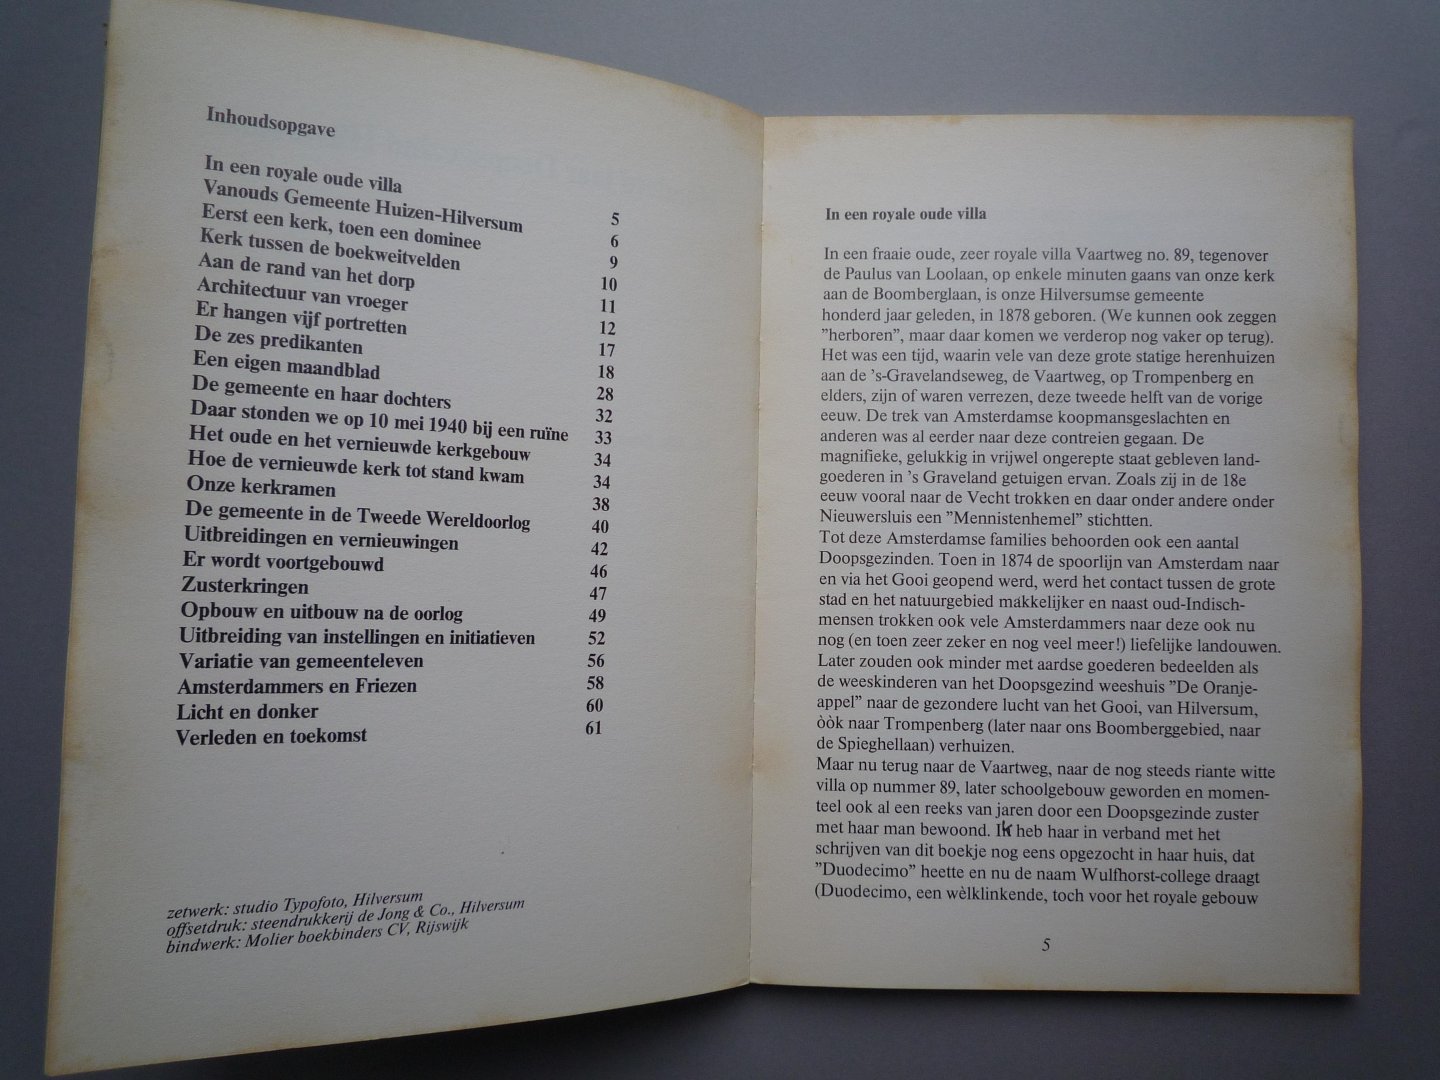 Inhoudsopgave
In een royale oude villa 5
Vanouds Gemeente Huizen-Hilversum 6
Eerst een kerk, toen een dominee 9
Kerk tussen de boekweitvelden 10
Aan de rand van het dorp 11
Architectuur van vroeger 12
Er hangen vijf portretten 17
De zes predikanten 18
Een eigen maandblad 28
De gemeente en haar dochters 32
Daar stonden we op 10 mei 1940 bij een ruïne 33
Het oude en het vernieuwde kerkgebouw 34
Hoe de vernieuwde kerk tot stand kwam 34
Onze kerkramen 38
De gemeente in de Tweede Wereldoorlog 40
Uitbreidingen en vernieuwingen 42
Er wordt voortgebouwd 46
Zusterkringen 47
Opbouw en uitbouw na de oorlog 49
Uitbreiding van instellingen en initiatieven 52
Variatie van gemeenteleven 56
Amsterdammers en Friezen 58
Licht en donker 60
Verleden en toekomst 61
zetwerk: studio Typofoto, Hilversum
offsetdruk: steendrukkerij de Jong & Co., Hilversum
bindwerk: Molier boekbinders CV, Rijswijk
In een royale oude villa
In een fraaie oude, zeer royale villa Vaartweg no. 89, tegenover
de Paulus van Loolaan, op enkele minuten gaans van onze kerk
aan de Boomberglaan, is onze Hilversumse gemeente
honderd jaar geleden, in 1878 geboren. (We kunnen ook zeggen
”herboren”, maar daar komen we verderop nog vaker op terug).
Het was een tijd, waarin vele van deze grote statige herenhuizen
aan de ’s-Gravelandseweg, de Vaartweg, op Trompenberg en
elders, zijn of waren verrezen, deze tweede helft van de vorige
eeuw. De trek van Amsterdamse koopmansgeslachten en
anderen was al eerder naar deze contreien gegaan. De
magnifieke, gelukkig in vrijwel ongerepte staat gebleven land-
goederen in ’s Graveland getuigen ervan. Zoals zij in de 18e
eeuw vooral naar de Vecht trokken en daar onder andere onder
Nieuwersluis een ”Mennistenhemel” stichtten.
Tot deze Amsterdamse families behoorden ook een aantal
Doopsgezinden. Toen in 1874 de spoorlijn van Amsterdam naar
en via het Gooi geopend werd, werd het contact tussen de grote
stad en het natuurgebied makkelijker en naast oud-Indisch-
mensen trokken ook vele Amsterdammers naar deze ook nu
nog (en toen zeer zeker en nog veel meer!) liefelijke landouwen.
Later zouden ook minder met aardse goederen bedeelden als
de weeskinderen van het Doopsgezind weeshuis ”De Oranje-
appel” naar de gezondere lucht van het Gooi, van Hilversum,
òòk naar Trompenberg (later naar ons Boomberggebied, naar
de Spieghellaan) verhuizen.
Maar nu terug naar de Vaartweg, naar de nog steeds riante witte
villa op nummer 89, later schoolgebouw geworden en momen-
teel ook al een reeks van jaren door een Doopsgezinde zuster
met haar man bewoond. Ik heb haar in verband met het
schrijven van dit boekje nog eens opgezocht in haar huis, dat
”Duodecimo” heette en nu de naam Wulfhorst-college draagt
(Duodecimo, een wèlklinkende, toch voor het royale gebouw
5